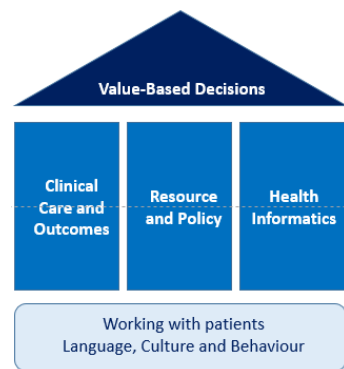 Value-Based Decisions
Clinical
Care and
Outcomes
Resource
and Policy
Health
Informatics
Working with patients
Language, Culture and Behaviour